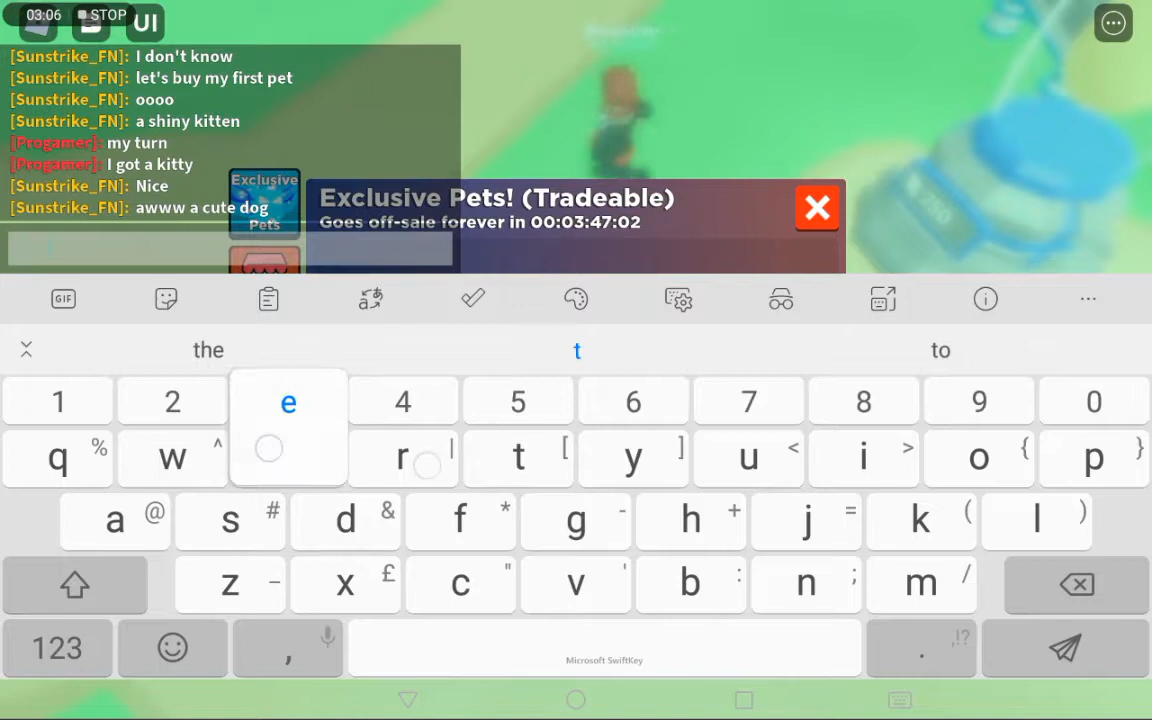 03:06 STOP
UI
[Sunstrike_FN]: I don't know
[Sunstrike_FN]: let's buy my first pet
[Sunstrike_FN]: oooo
[Sunstrike_FN]: a shiny kitten
[Progamer]: my turn
[Progamer]: I got a kitty
[Sunstrike_FN]: Nice
[Sunstrike_FN]: awww a cute dog
Exclusive
Pets
Exclusive Pets! (Tradeable)
Goes off-sale forever in 00:03:47:02
GIF
the t to
1 2 e 4 5 6 7 8 9 0
q % w ^ r | t [ y ] u < i > o { p }
a @ s # d & f * g - h + j = k ( l )
z _ x £ c " v ' b : n ; m /
123 , Microsoft SwiftKey . ,!?